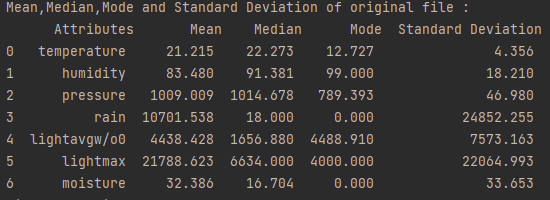 Mean,Median,Mode and Standard Deviation of original file :
Attributes Mean Median Mode Standard Deviation
0 temperature 21.215 22.273 12.727 4.356
1 humidity 83.480 91.381 99.000 18.210
2 pressure 1009.009 1014.678 789.393 46.980
3 rain 10701.538 18.000 0.000 24852.255
4 lightavgw/o0 4438.428 1656.880 4488.910 7573.163
5 lightmax 21788.623 6634.000 4000.000 22064.993
6 moisture 32.386 16.704 0.000 33.653